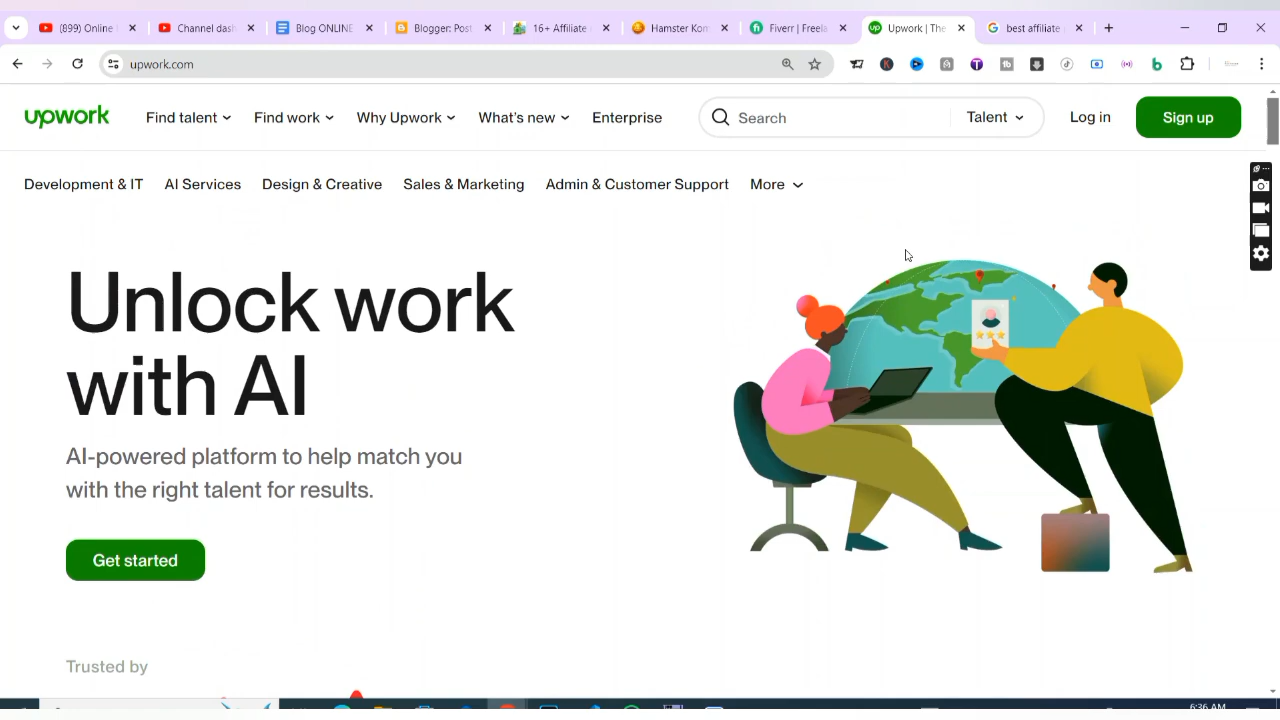 (899) Online
Channel dash
Blog ONLINE
Blogger: Post
16+ Affiliate
Hamster Kom
Fiverr | Freela
Upwork | The
best affiliate
upwork.com
upwork
Find talent
Find work
Why Upwork
What's new
Enterprise
Search
Talent
Log in
Sign up
Development & IT
AI Services
Design & Creative
Sales & Marketing
Admin & Customer Support
More
Unlock work
with AI
AI-powered platform to help match you
with the right talent for results.
Get started
Trusted by
6:36 AM